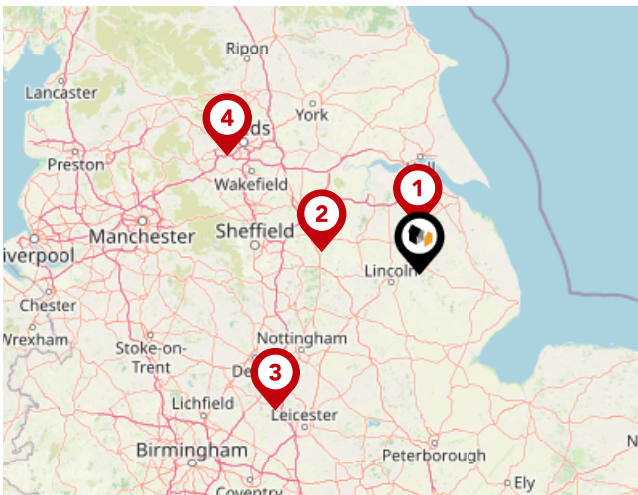 Ripon
Lancaster
York
4
ds
Preston
Wakefield
1
2
Sheffield
Manchester
iverpool
Lincoln
Chester
Wrexham
Nottingham
Stoke-on-
Trent
De
3
Lichfield
Leicester
Birmingham
Peterborough
Coventry
Ely
N